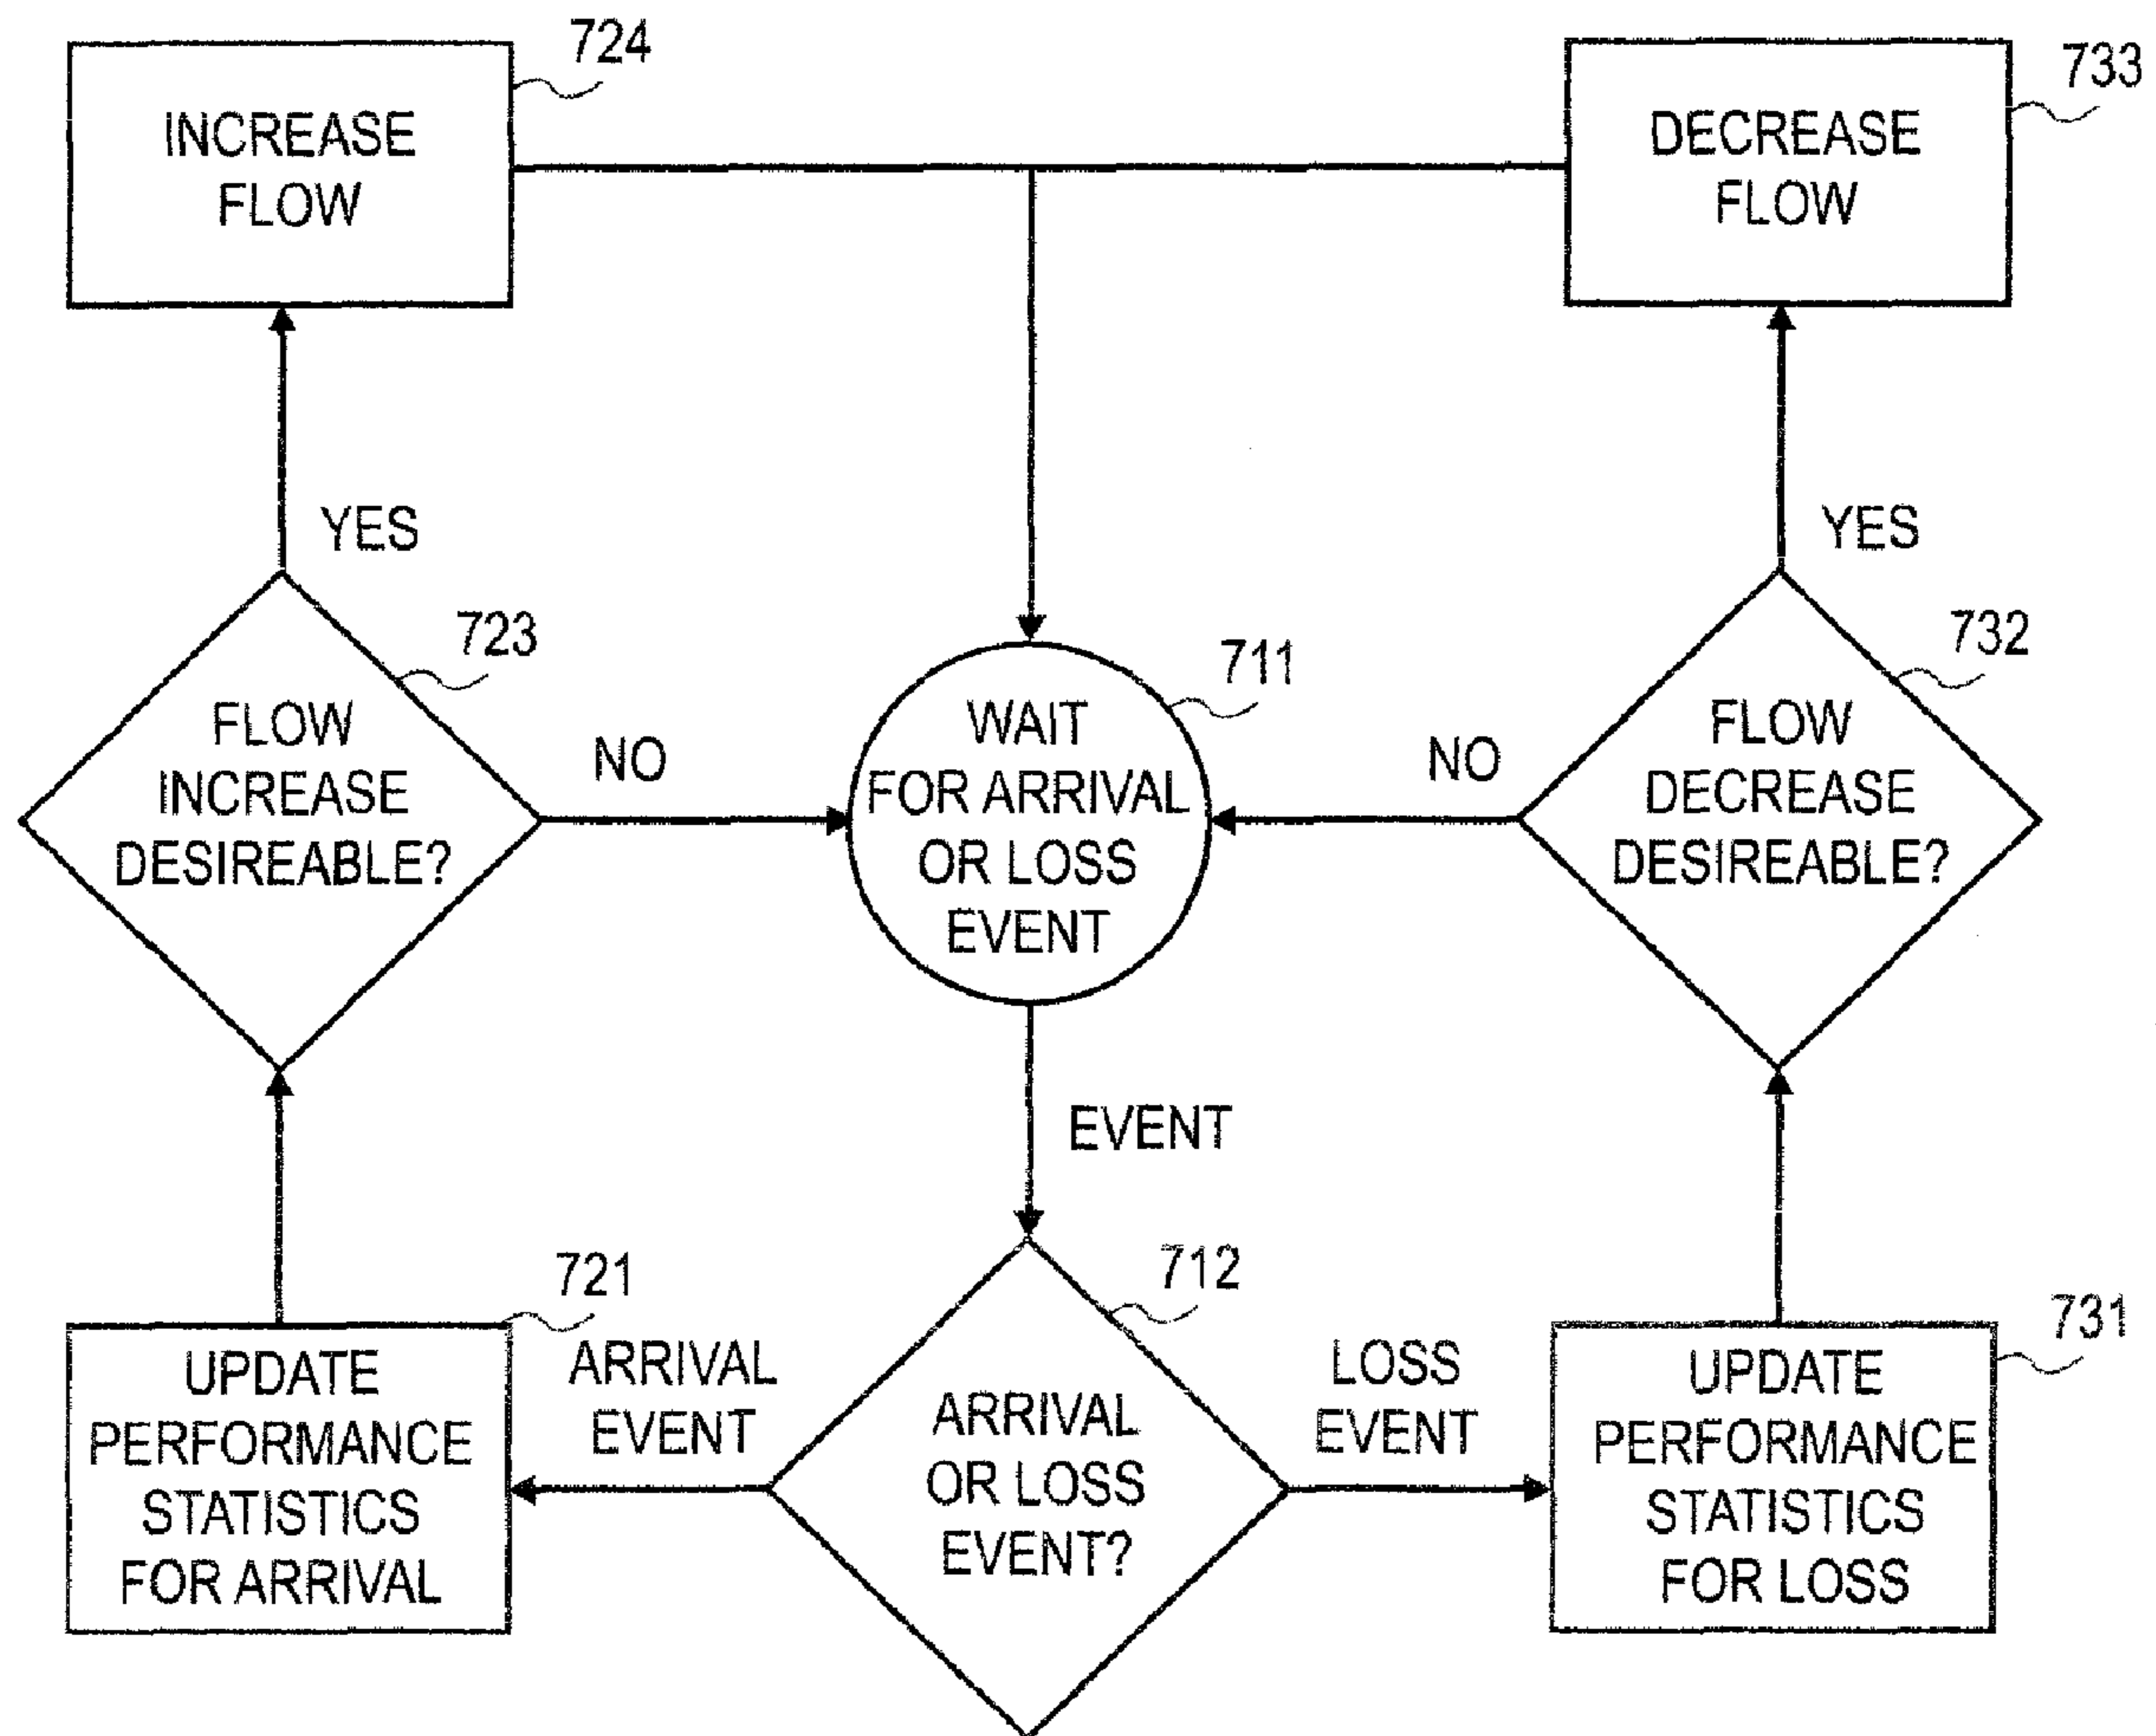 724
INCREASE
FLOW
733
DECREASE
FLOW
YES
YES
723
FLOW
INCREASE
DESIREABLE?
NO
711
WAIT
FOR ARRIVAL
OR LOSS
EVENT
NO
732
FLOW
DECREASE
DESIREABLE?
EVENT
721
UPDATE
PERFORMANCE
STATISTICS
FOR ARRIVAL
ARRIVAL
EVENT
712
ARRIVAL
OR LOSS
EVENT?
LOSS
EVENT
731
UPDATE
PERFORMANCE
STATISTICS
FOR LOSS